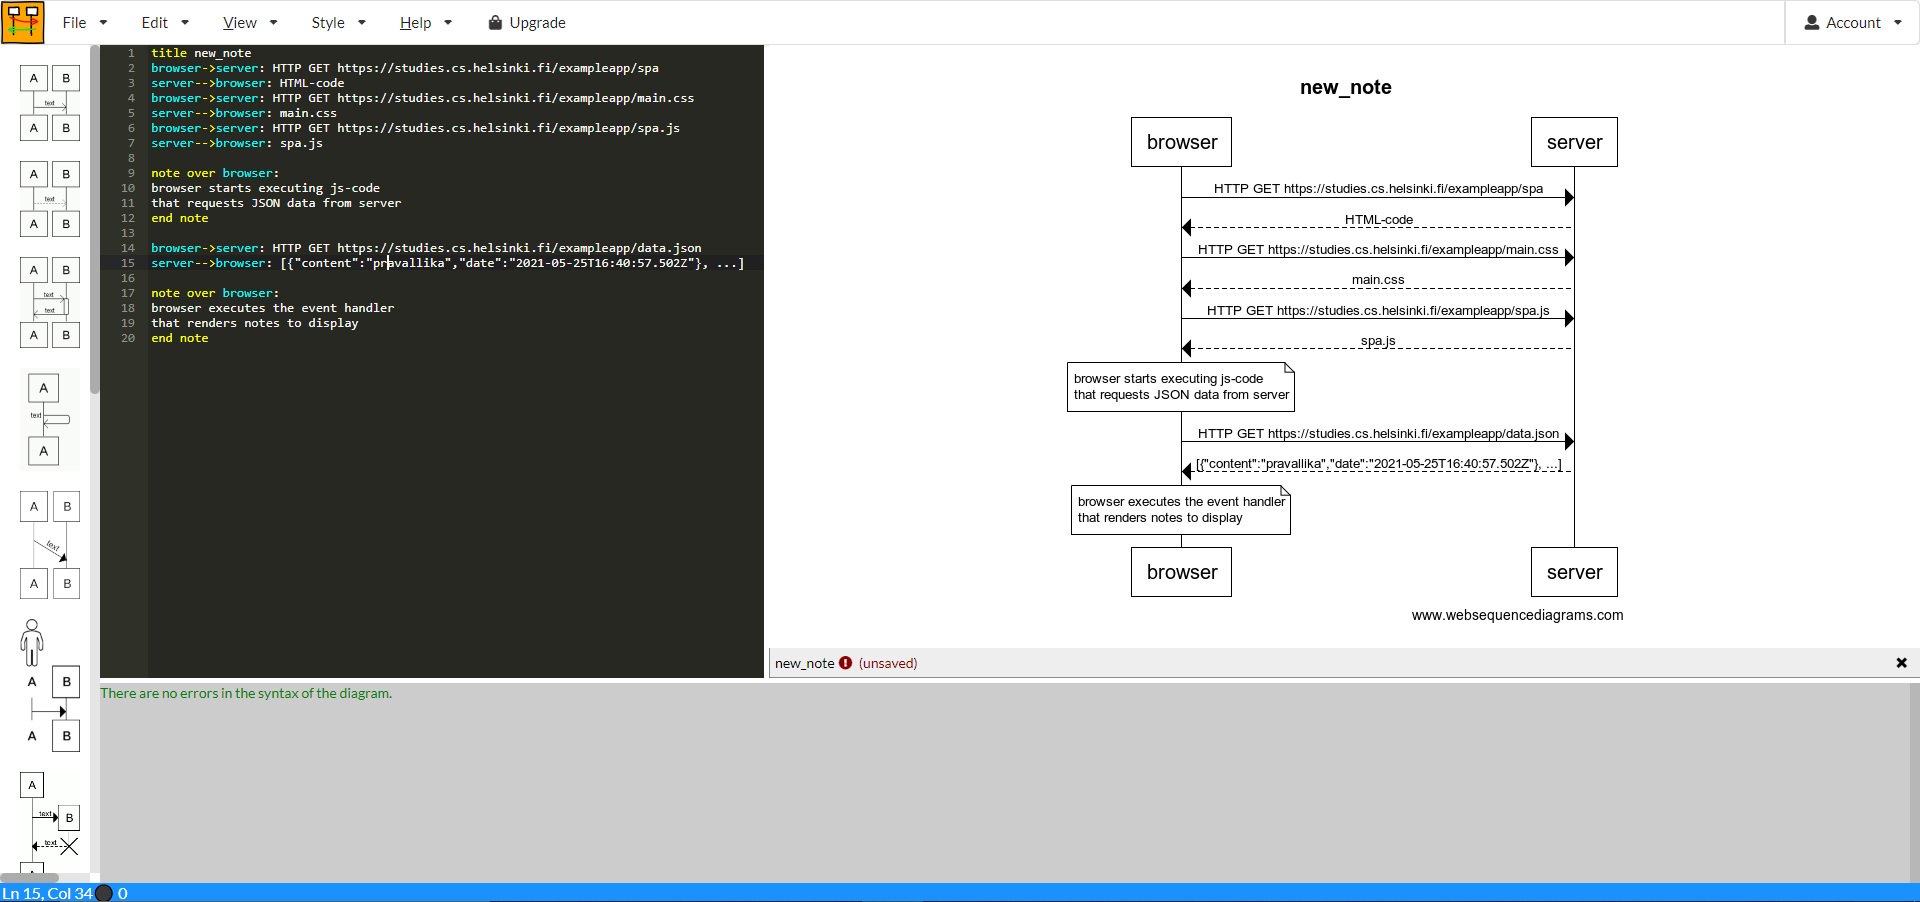 File Edit View Style Help Upgrade Account
A B
text
A B
A B
text
A B
A B
text
text
A B
A
text
A
A B
text
A B
A B
A B
A
text B
text
A
1 title new_note
2 browser->server: HTTP GET https://studies.cs.helsinki.fi/exampleapp/spa
3 server-->browser: HTML-code
4 browser->server: HTTP GET https://studies.cs.helsinki.fi/exampleapp/main.css
5 server-->browser: main.css
6 browser->server: HTTP GET https://studies.cs.helsinki.fi/exampleapp/spa.js
7 server-->browser: spa.js
8
9 note over browser:
10 browser starts executing js-code
11 that requests JSON data from server
12 end note
13
14 browser->server: HTTP GET https://studies.cs.helsinki.fi/exampleapp/data.json
15 server-->browser: [{"content":"pravallika","date":"2021-05-25T16:40:57.502Z"}, ...]
16
17 note over browser:
18 browser executes the event handler
19 that renders notes to display
20 end note
new_note
browser server
HTTP GET https://studies.cs.helsinki.fi/exampleapp/spa
HTML-code
HTTP GET https://studies.cs.helsinki.fi/exampleapp/main.css
main.css
HTTP GET https://studies.cs.helsinki.fi/exampleapp/spa.js
spa.js
browser starts executing js-code
that requests JSON data from server
HTTP GET https://studies.cs.helsinki.fi/exampleapp/data.json
[{"content":"pravallika","date":"2021-05-25T16:40:57.502Z"}, ...]
browser executes the event handler
that renders notes to display
browser server
www.websequencediagrams.com
new_note (unsaved)
There are no errors in the syntax of the diagram.
Ln 15, Col 34 0